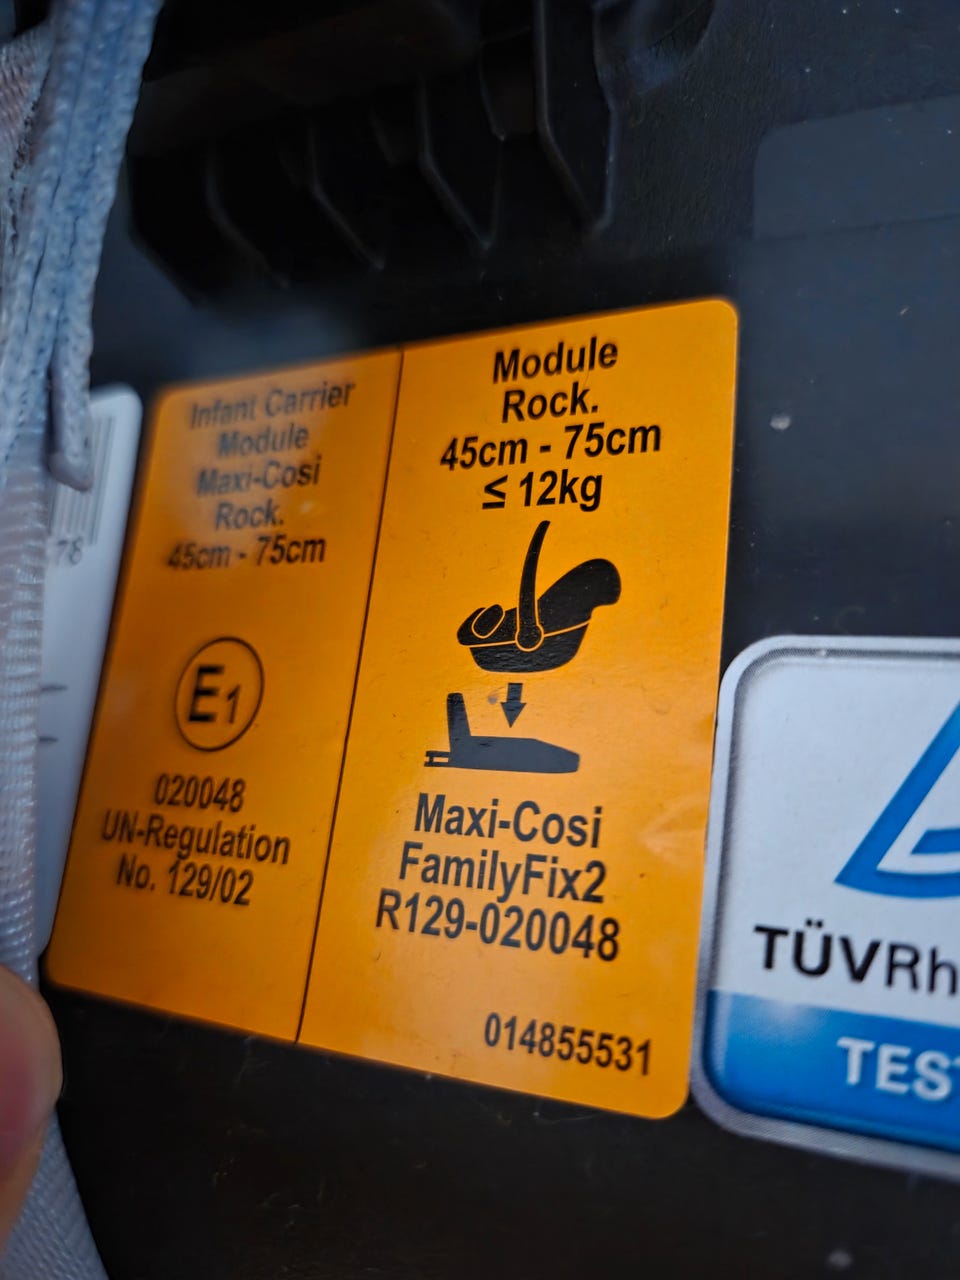 Infant Carrier
Module
Maxi-Cosi
Rock.
45cm - 75cm
E1
020048
UN-Regulation
No. 129/02
Module
Rock.
45cm - 75cm
≤ 12kg
Maxi-Cosi
FamilyFix2
R129-020048
014855531
78
TÜVRh
TES